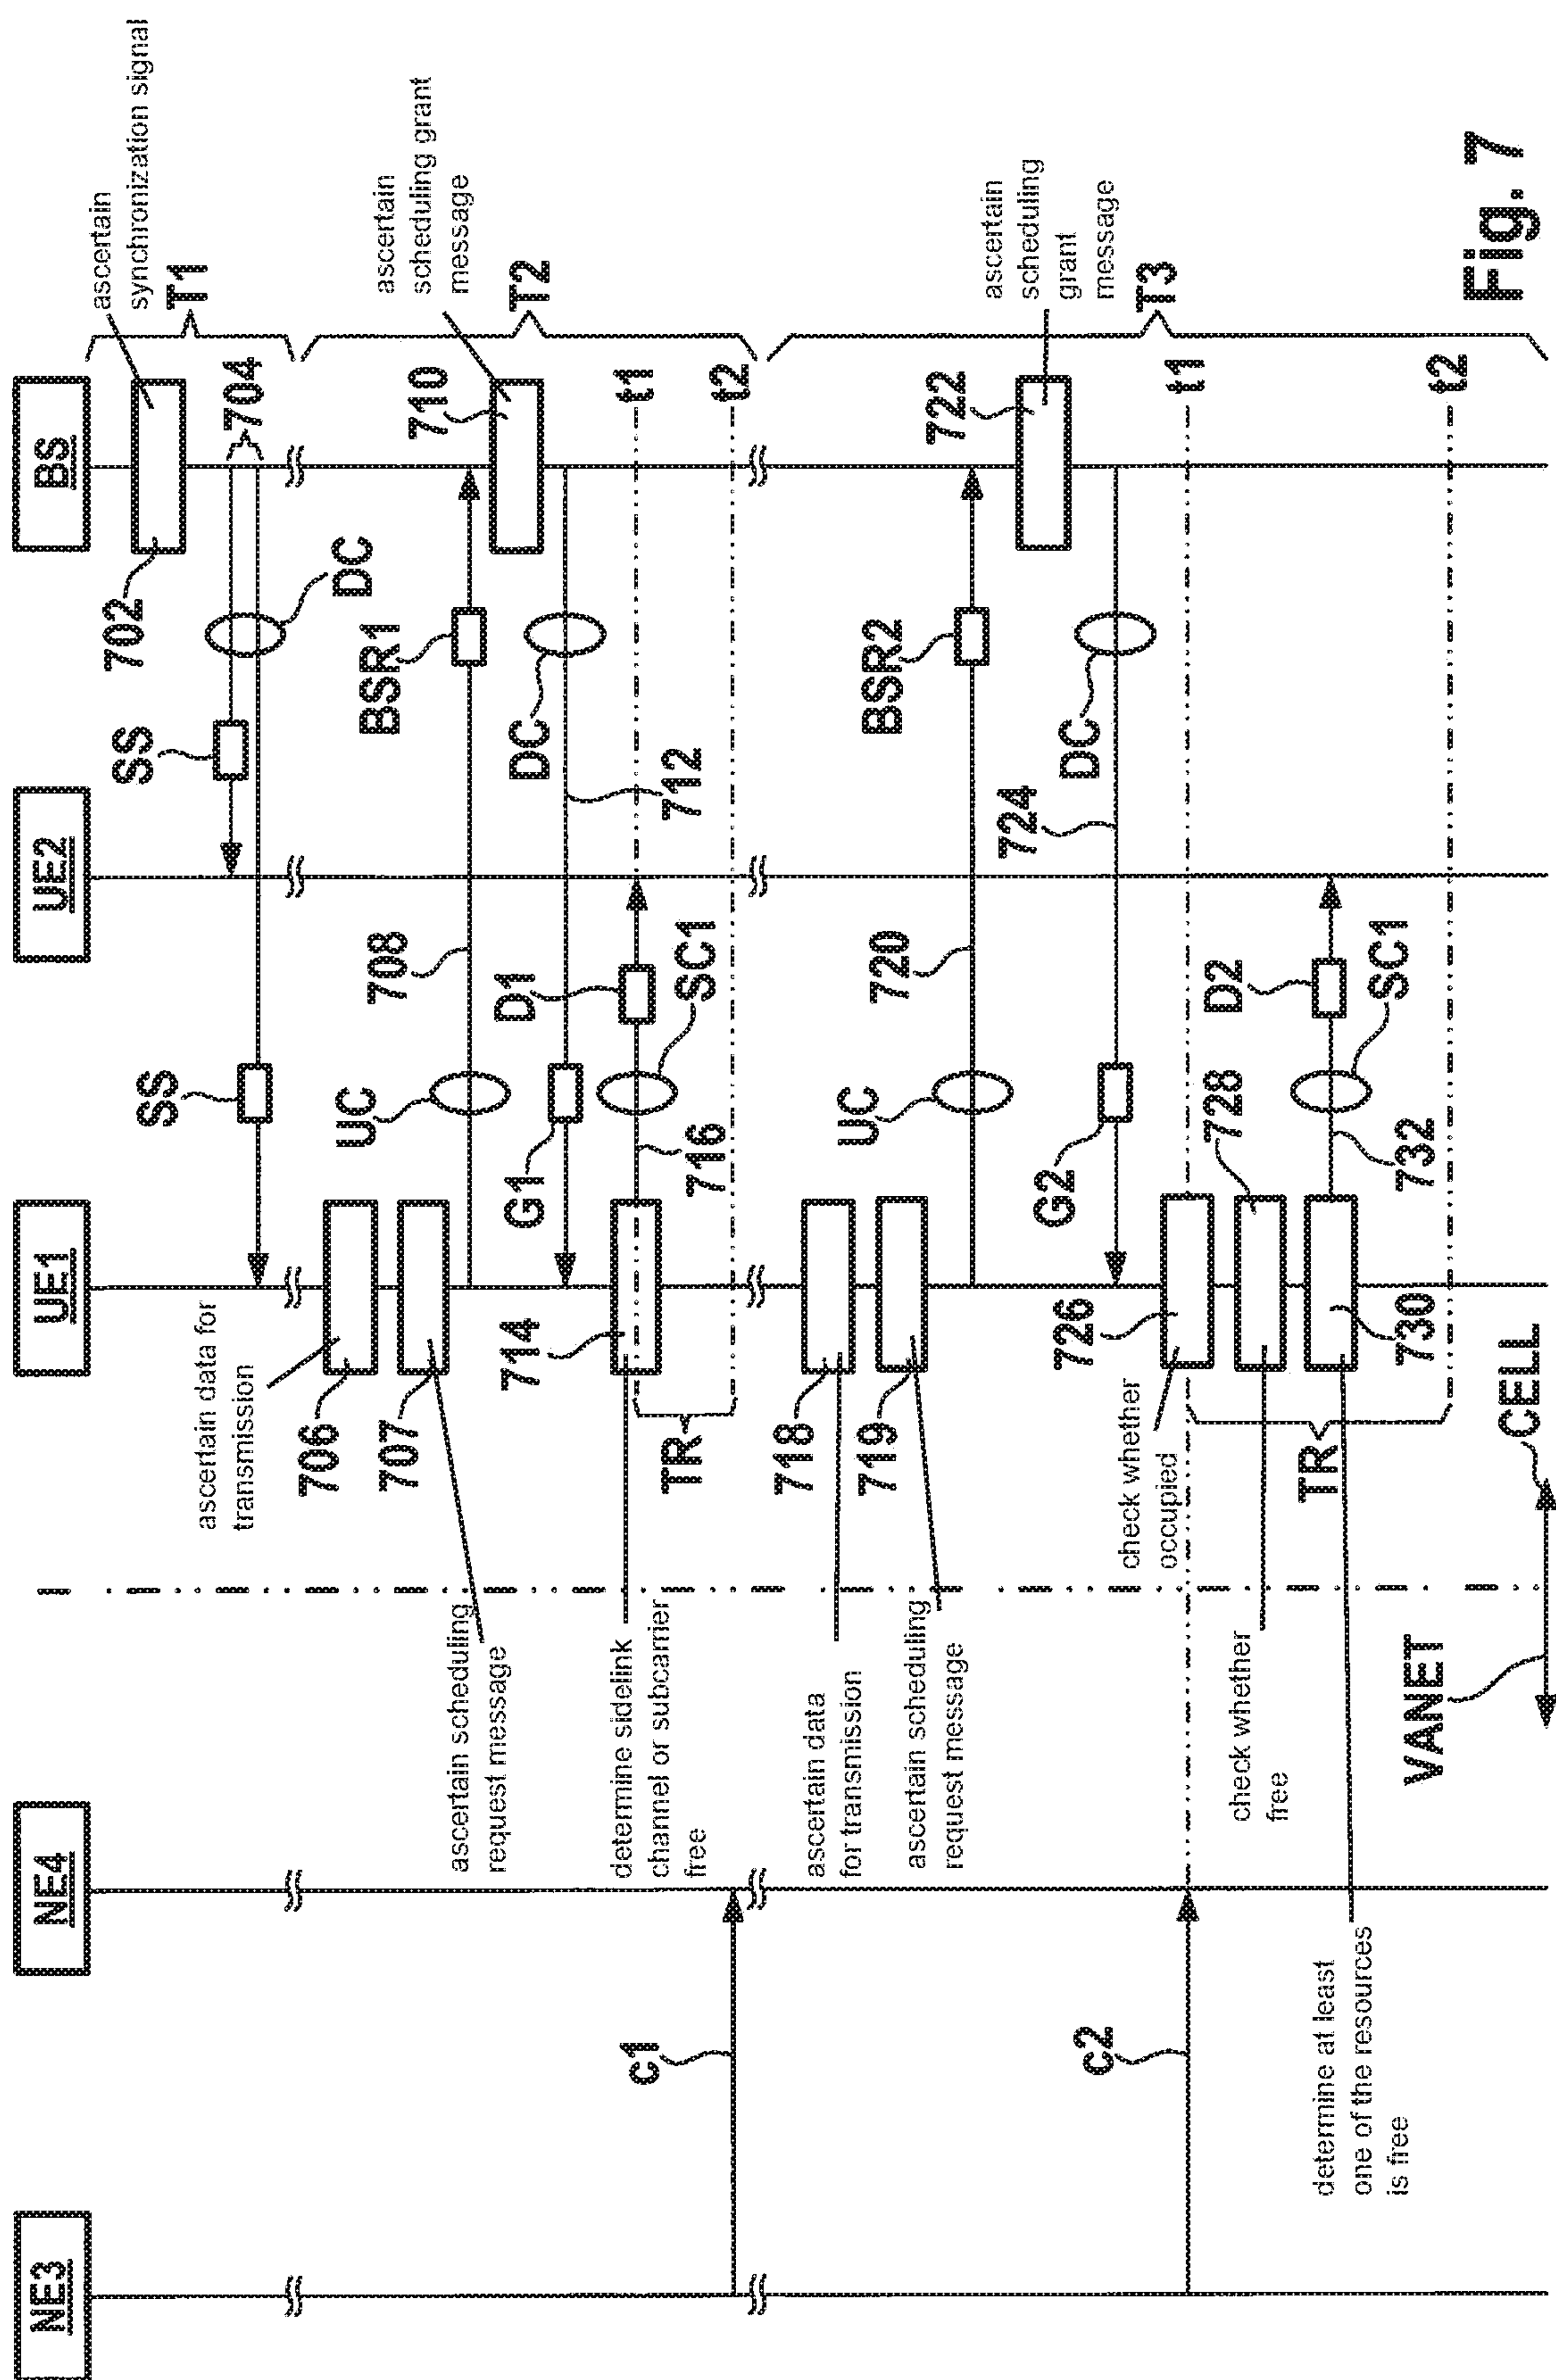 NE3
NE4
UE1
UE2
BS
ascertain
synchronization signal
702
T1
704
SS
SS
DC
ascertain data for
transmission
706
707
ascertain scheduling
request message
UC
708
BSR1
710
ascertain
scheduling grant
message
T2
G1
DC
712
714
determine sidelink
channel or subcarrier
free
D1
SC1
716
t1
TR
t2
c1
718
ascertain data
for transmission
719
ascertain scheduling
request message
UC
720
BSR2
722
ascertain
scheduling
grant
message
T3
G2
724
DC
c2
check whether
occupied
726
t1
728
check whether
free
D2
SC1
TR
730
732
determine at least
one of the resources
is free
t2
VANET
CELL
Fig. 7